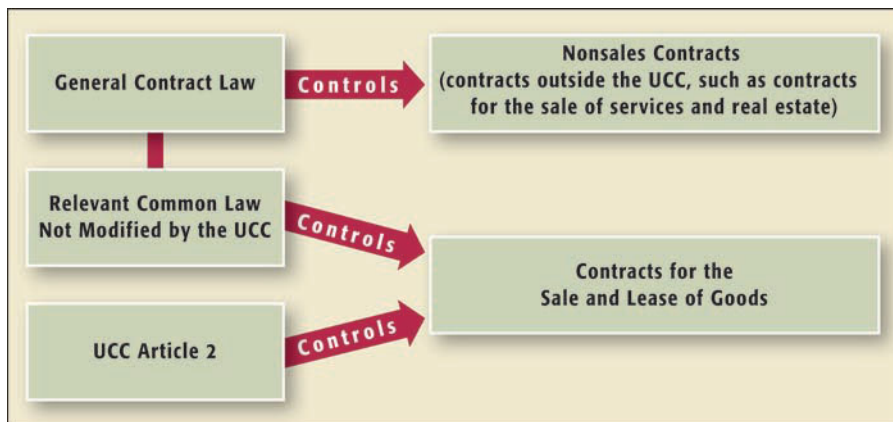 General Contract Law
Controls
Nonsales Contracts
(contracts outside the UCC, such as contracts
for the sale of services and real estate)
Relevant Common Law
Not Modified by the UCC
Controls
Contracts for the
Sale and Lease of Goods
UCC Article 2
Controls